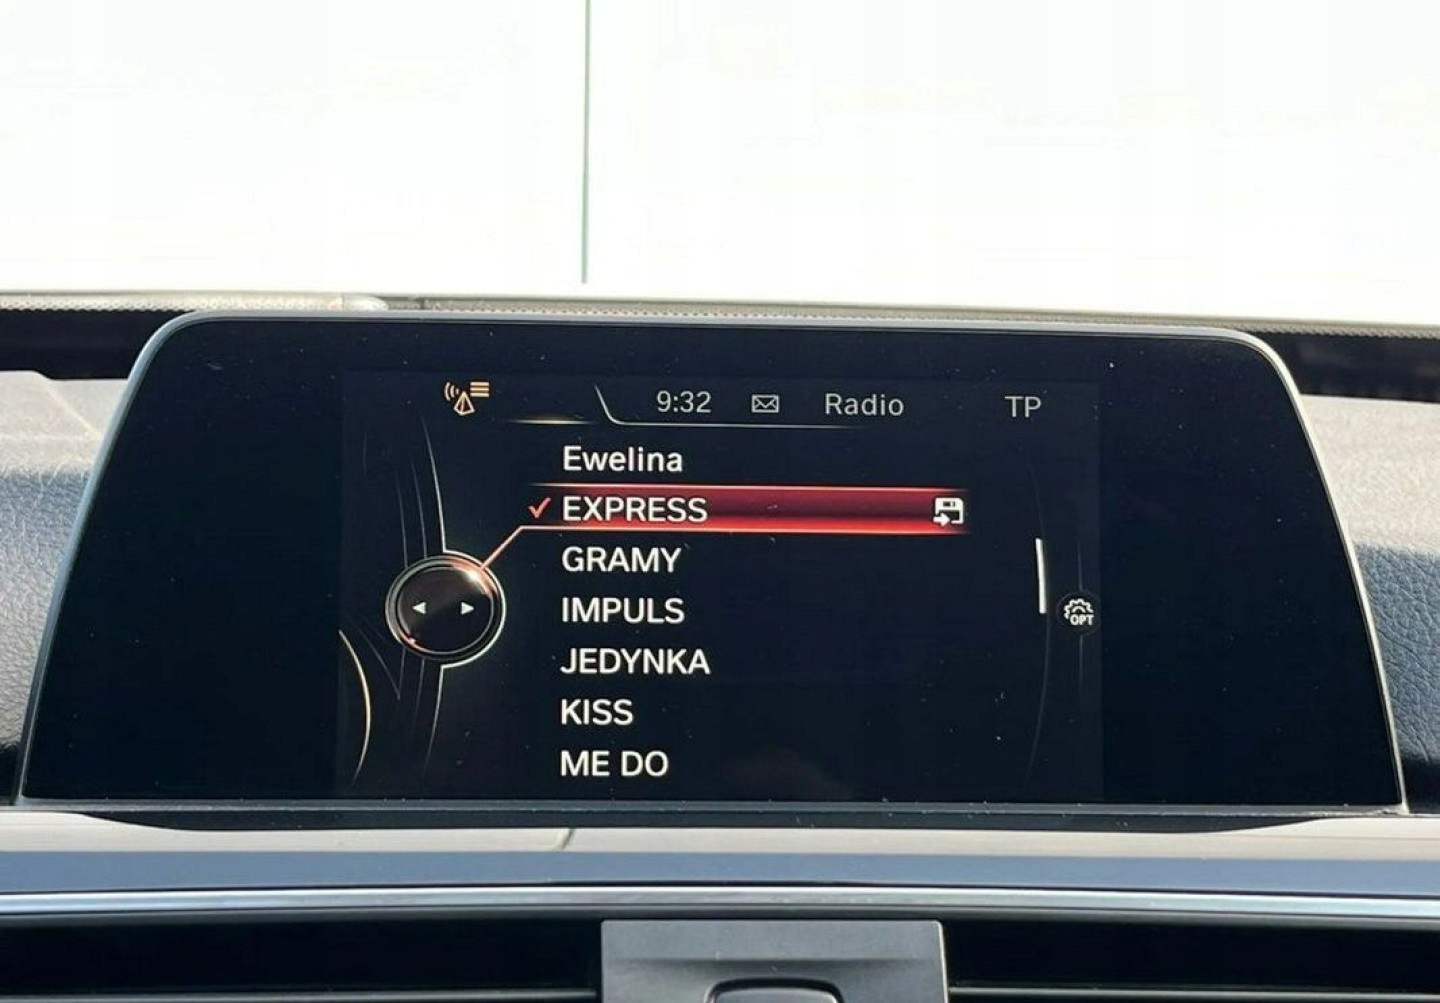 9:32 Radio TP
Ewelina
EXPRESS
GRAMY
IMPULS
JEDYNKA
KISS
ME DO
OPT